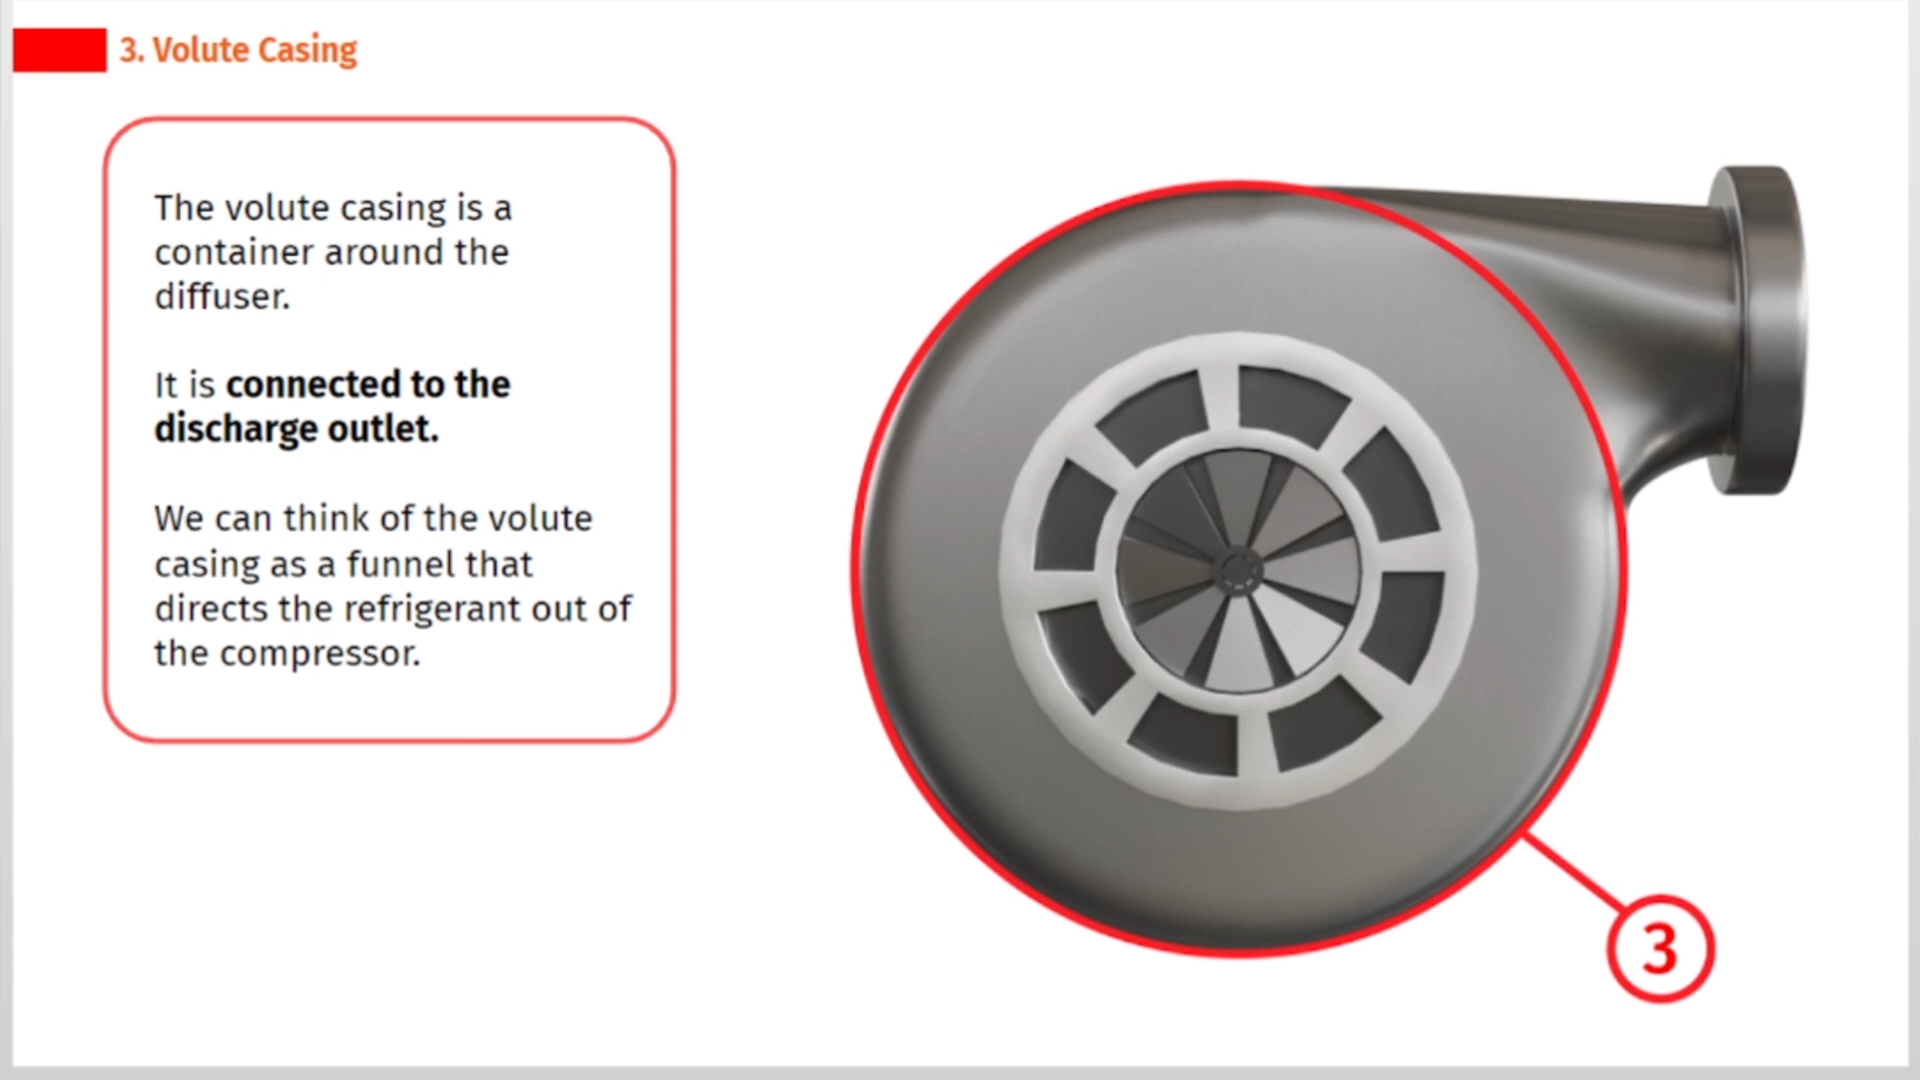 3. Volute Casing
The volute casing is a
container around the
diffuser.
It is connected to the
discharge outlet.
We can think of the volute
casing as a funnel that
directs the refrigerant out of
the compressor.
3